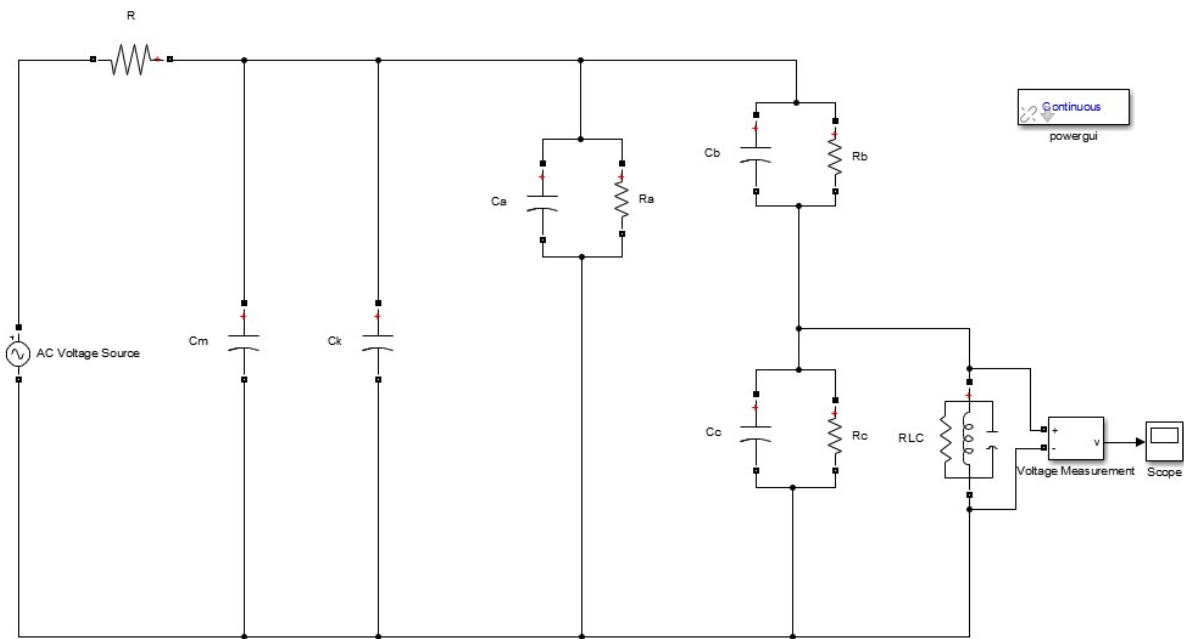 R
Continuous
powergui
Cb
Rb
Ca
Ra
AC Voltage Source
Cm
Ck
Cc
Rc
RLC
+
-
v
Voltage Measurement
Scope